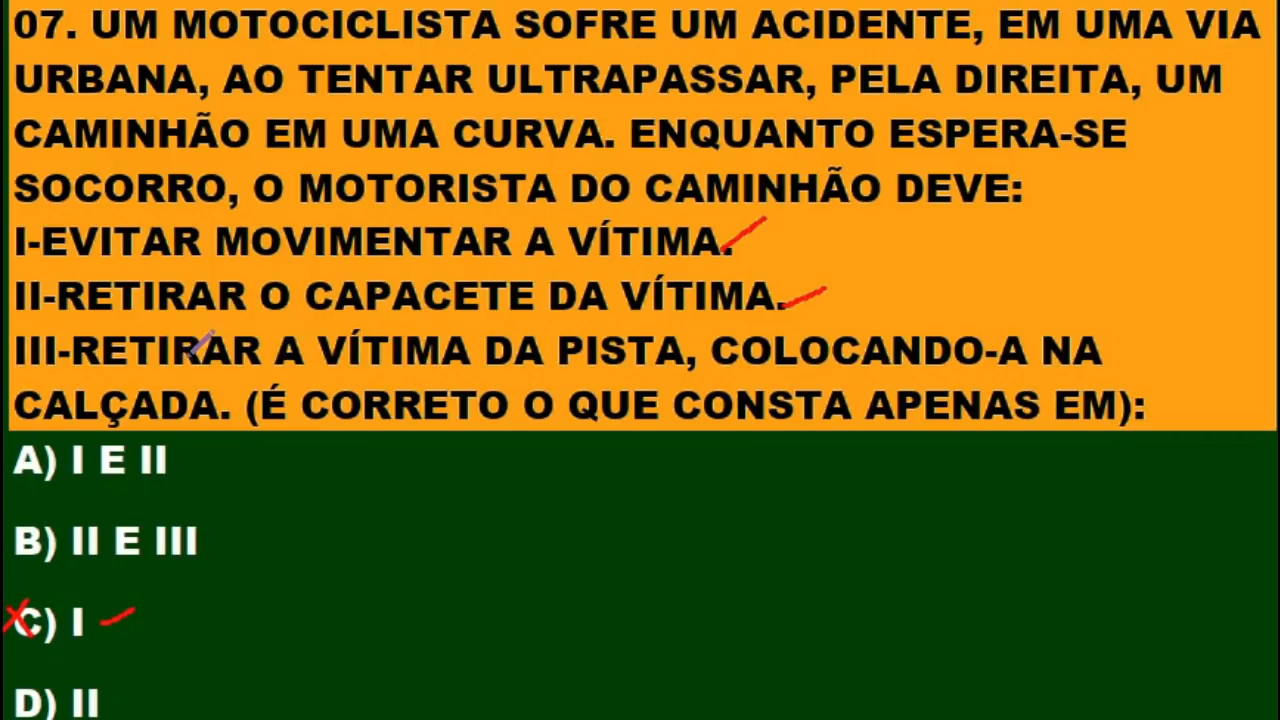 07. UM MOTOCICLISTA SOFRE UM ACIDENTE, EM UMA VIA
URBANA, AO TENTAR ULTRAPASSAR, PELA DIREITA, UM
CAMINHÃO EM UMA CURVA. ENQUANTO ESPERA-SE
SOCORRO, O MOTORISTA DO CAMINHÃO DEVE:
I-EVITAR MOVIMENTAR A VÍTIMA.
II-RETIRAR O CAPACETE DA VÍTIMA.
III-RETIRAR A VÍTIMA DA PISTA, COLOCANDO-A NA
CALÇADA. (É CORRETO O QUE CONSTA APENAS EM):
A) I E II
B) II E III
C) I
D) II